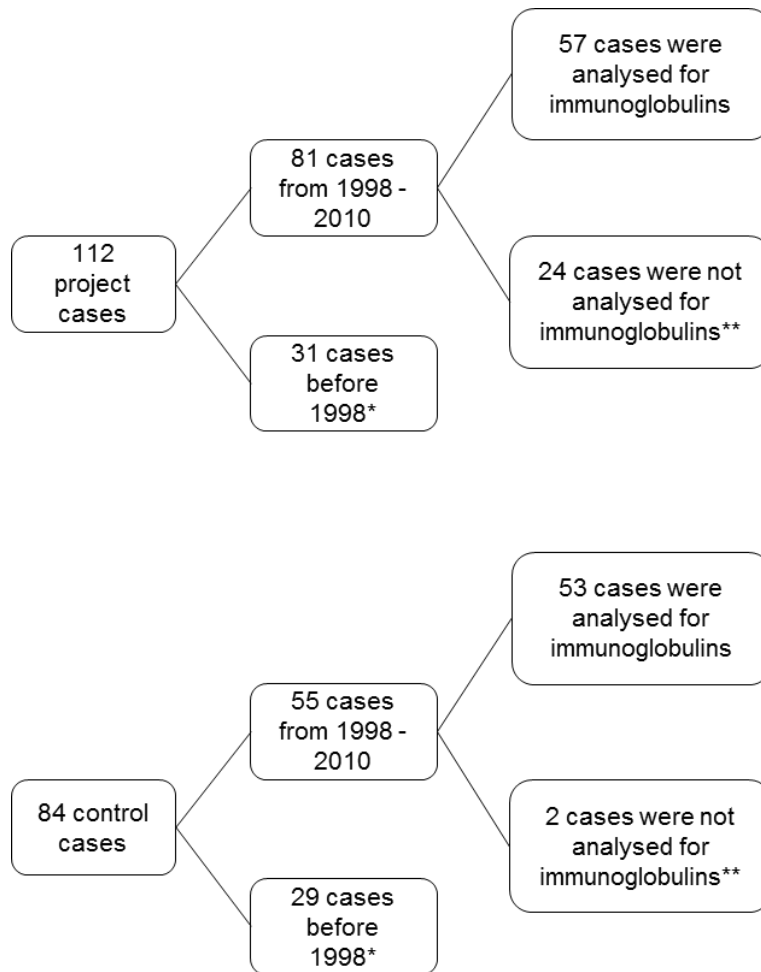 57 cases were
analysed for
immunoglobulins
81 cases
from 1998 -
2010
112
project
cases
24 cases were not
analysed for
immunoglobulins**
31 cases
before
1998*
53 cases were
analysed for
immunoglobulins
55 cases
from 1998 -
2010
84 control
cases
2 cases were not
analysed for
immunoglobulins**
29 cases
before
1998*